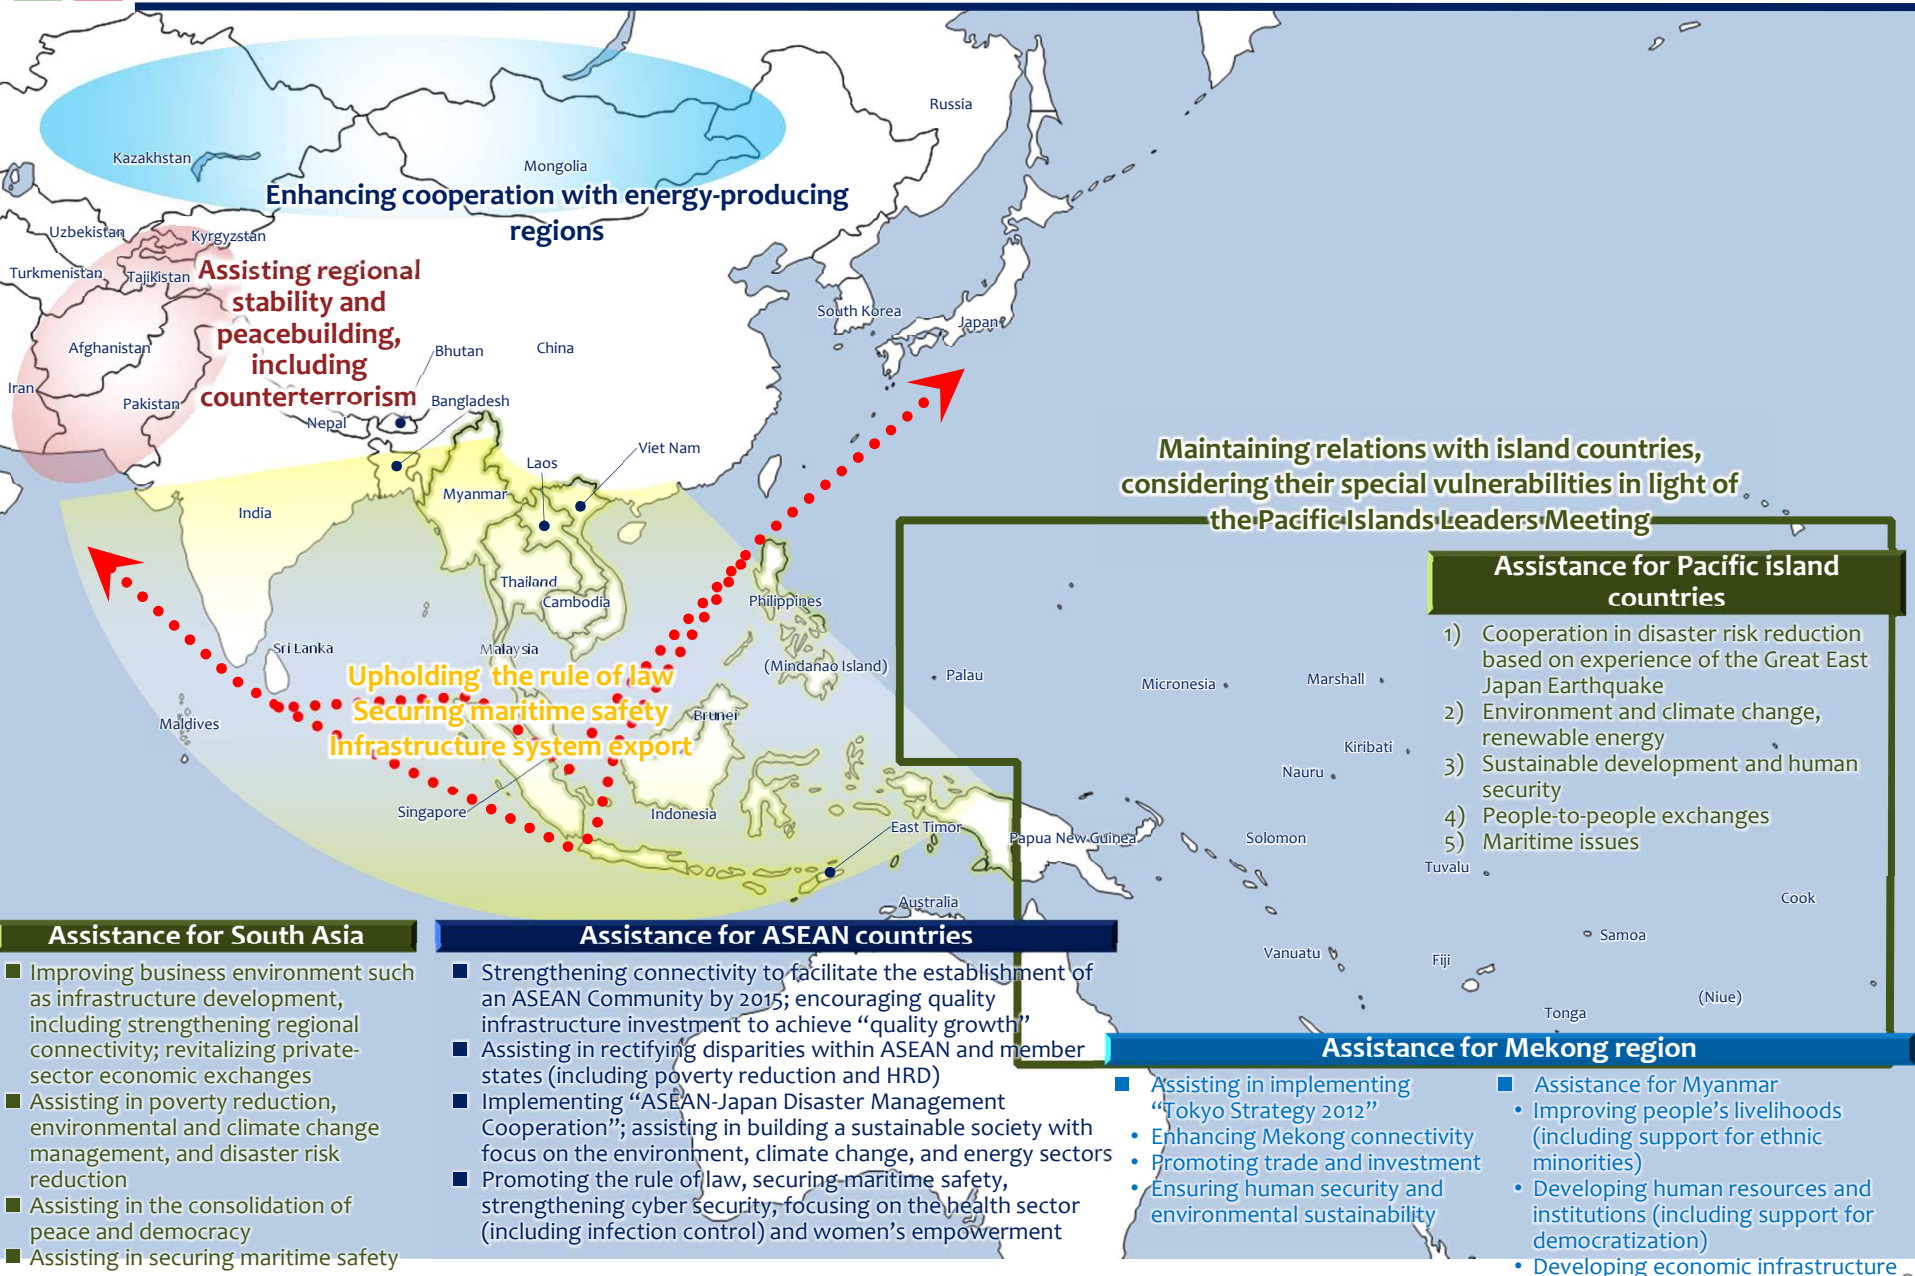 Russia
Kazakhstan
Mongolia
Enhancing cooperation with energy-producing
regions
Uzbekistan
Kyrgyzstan
Turkmenistan
Tajikistan
Assisting regional
stability and
peacebuilding,
including
counterterrorism
Afghanistan
Iran
Pakistan
South Korea
Japan
Bhutan
China
Bangladesh
Nepal
Viet Nam
Laos
Myanmar
India
Thailand
Cambodia
Philippines
Sri Lanka
Malaysia
(Mindanao Island)
Maldives
Brunei
Upholding the rule of law
Securing maritime safety
Infrastructure system export
Singapore
Indonesia
East Timor
Australia
Maintaining relations with island countries,
considering their special vulnerabilities in light of
the Pacific Islands Leaders Meeting
Palau
Micronesia
Marshall
Kiribati
Nauru
Papua New Guinea
Solomon
Tuvalu
Cook
Samoa
Vanuatu
Fiji
(Niue)
Tonga
Assistance for Pacific island
countries
1) Cooperation in disaster risk reduction
based on experience of the Great East
Japan Earthquake
2) Environment and climate change,
renewable energy
3) Sustainable development and human
security
4) People-to-people exchanges
5) Maritime issues
Assistance for South Asia
■ Improving business environment such
as infrastructure development,
including strengthening regional
connectivity; revitalizing private-
sector economic exchanges
■ Assisting in poverty reduction,
environmental and climate change
management, and disaster risk
reduction
■ Assisting in the consolidation of
peace and democracy
■ Assisting in securing maritime safety
Assistance for ASEAN countries
■ Strengthening connectivity to facilitate the establishment of
an ASEAN Community by 2015; encouraging quality
infrastructure investment to achieve “quality growth”
■ Assisting in rectifying disparities within ASEAN and member
states (including poverty reduction and HRD)
■ Implementing “ASEAN-Japan Disaster Management
Cooperation”; assisting in building a sustainable society with
focus on the environment, climate change, and energy sectors
■ Promoting the rule of law, securing maritime safety,
strengthening cyber security, focusing on the health sector
(including infection control) and women’s empowerment
Assistance for Mekong region
■ Assisting in implementing
“Tokyo Strategy 2012”
• Enhancing Mekong connectivity
• Promoting trade and investment
• Ensuring human security and
environmental sustainability
■ Assistance for Myanmar
• Improving people’s livelihoods
(including support for ethnic
minorities)
• Developing human resources and
institutions (including support for
democratization)
• Developing economic infrastructure